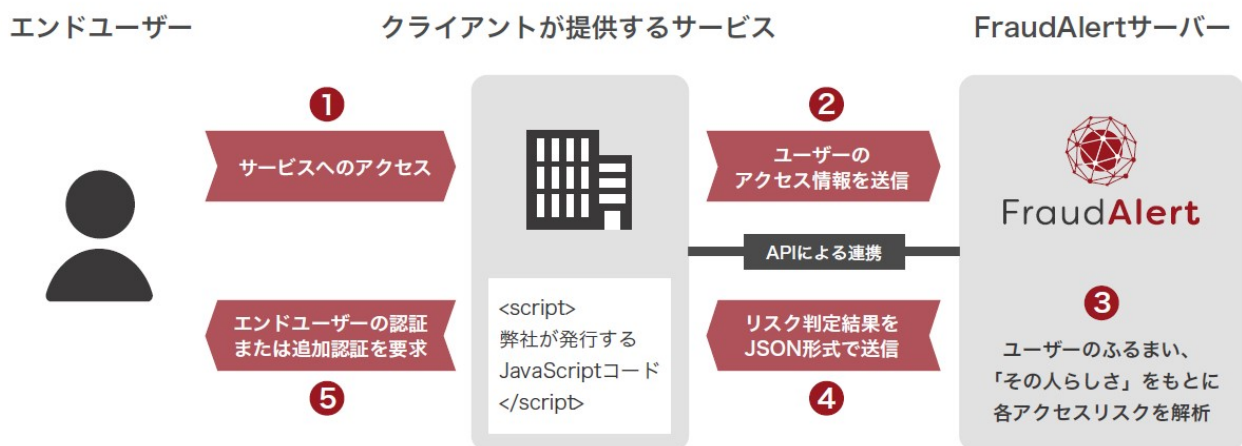 エンドユーザー
クライアントが提供するサービス
FraudAlertサーバー
1
サービスへのアクセス
2
ユーザーの
アクセス情報を送信
FraudAlert
APIによる連携
3
ユーザーのふるまい、
「その人らしさ」をもとに
各アクセスリスクを解析
リスク判定結果を
JSON形式で送信
4
<script>
弊社が発行する
JavaScriptコード
</script>
エンドユーザーの認証
または追加認証を要求
5